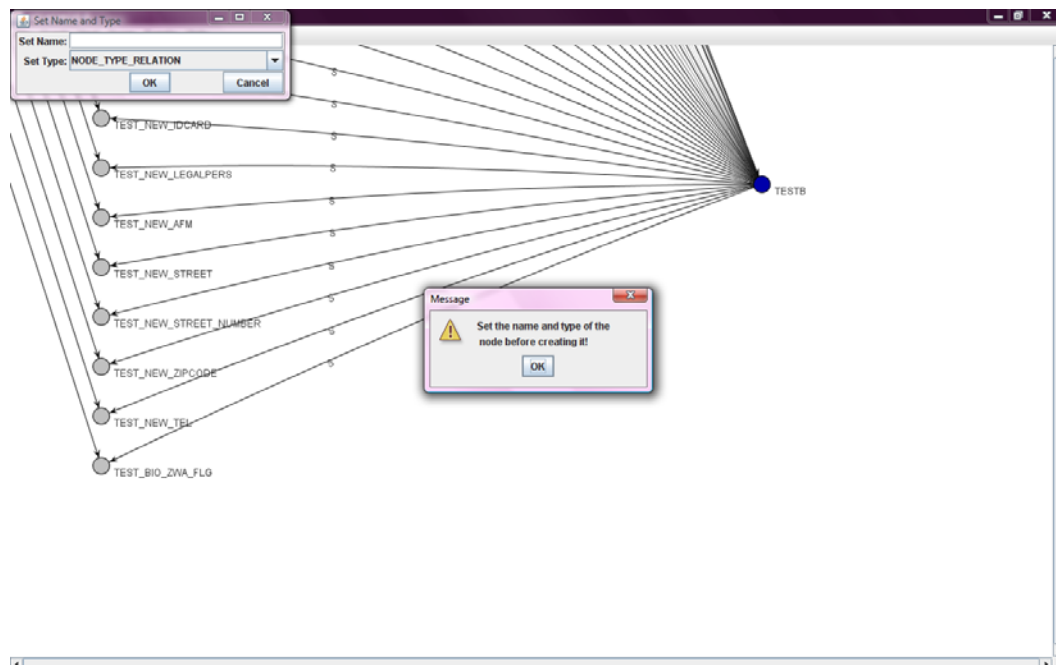 Set Name and Type
Set Name:
Set Type: NODE_TYPE_RELATION
OK Cancel
S
TEST_NEW_IDCARD
S
TEST_NEW_LEGALPERS
S
TESTB
S
TEST_NEW_AFM
S
TEST_NEW_STREET
S
Message
S
TEST_NEW_STREET_NUMBER
Set the name and type of the
node before creating it!
S
OK
S
TEST_NEW_ZIPCODE
TEST_NEW_TEL
TEST_BIO_ZWA_FLG